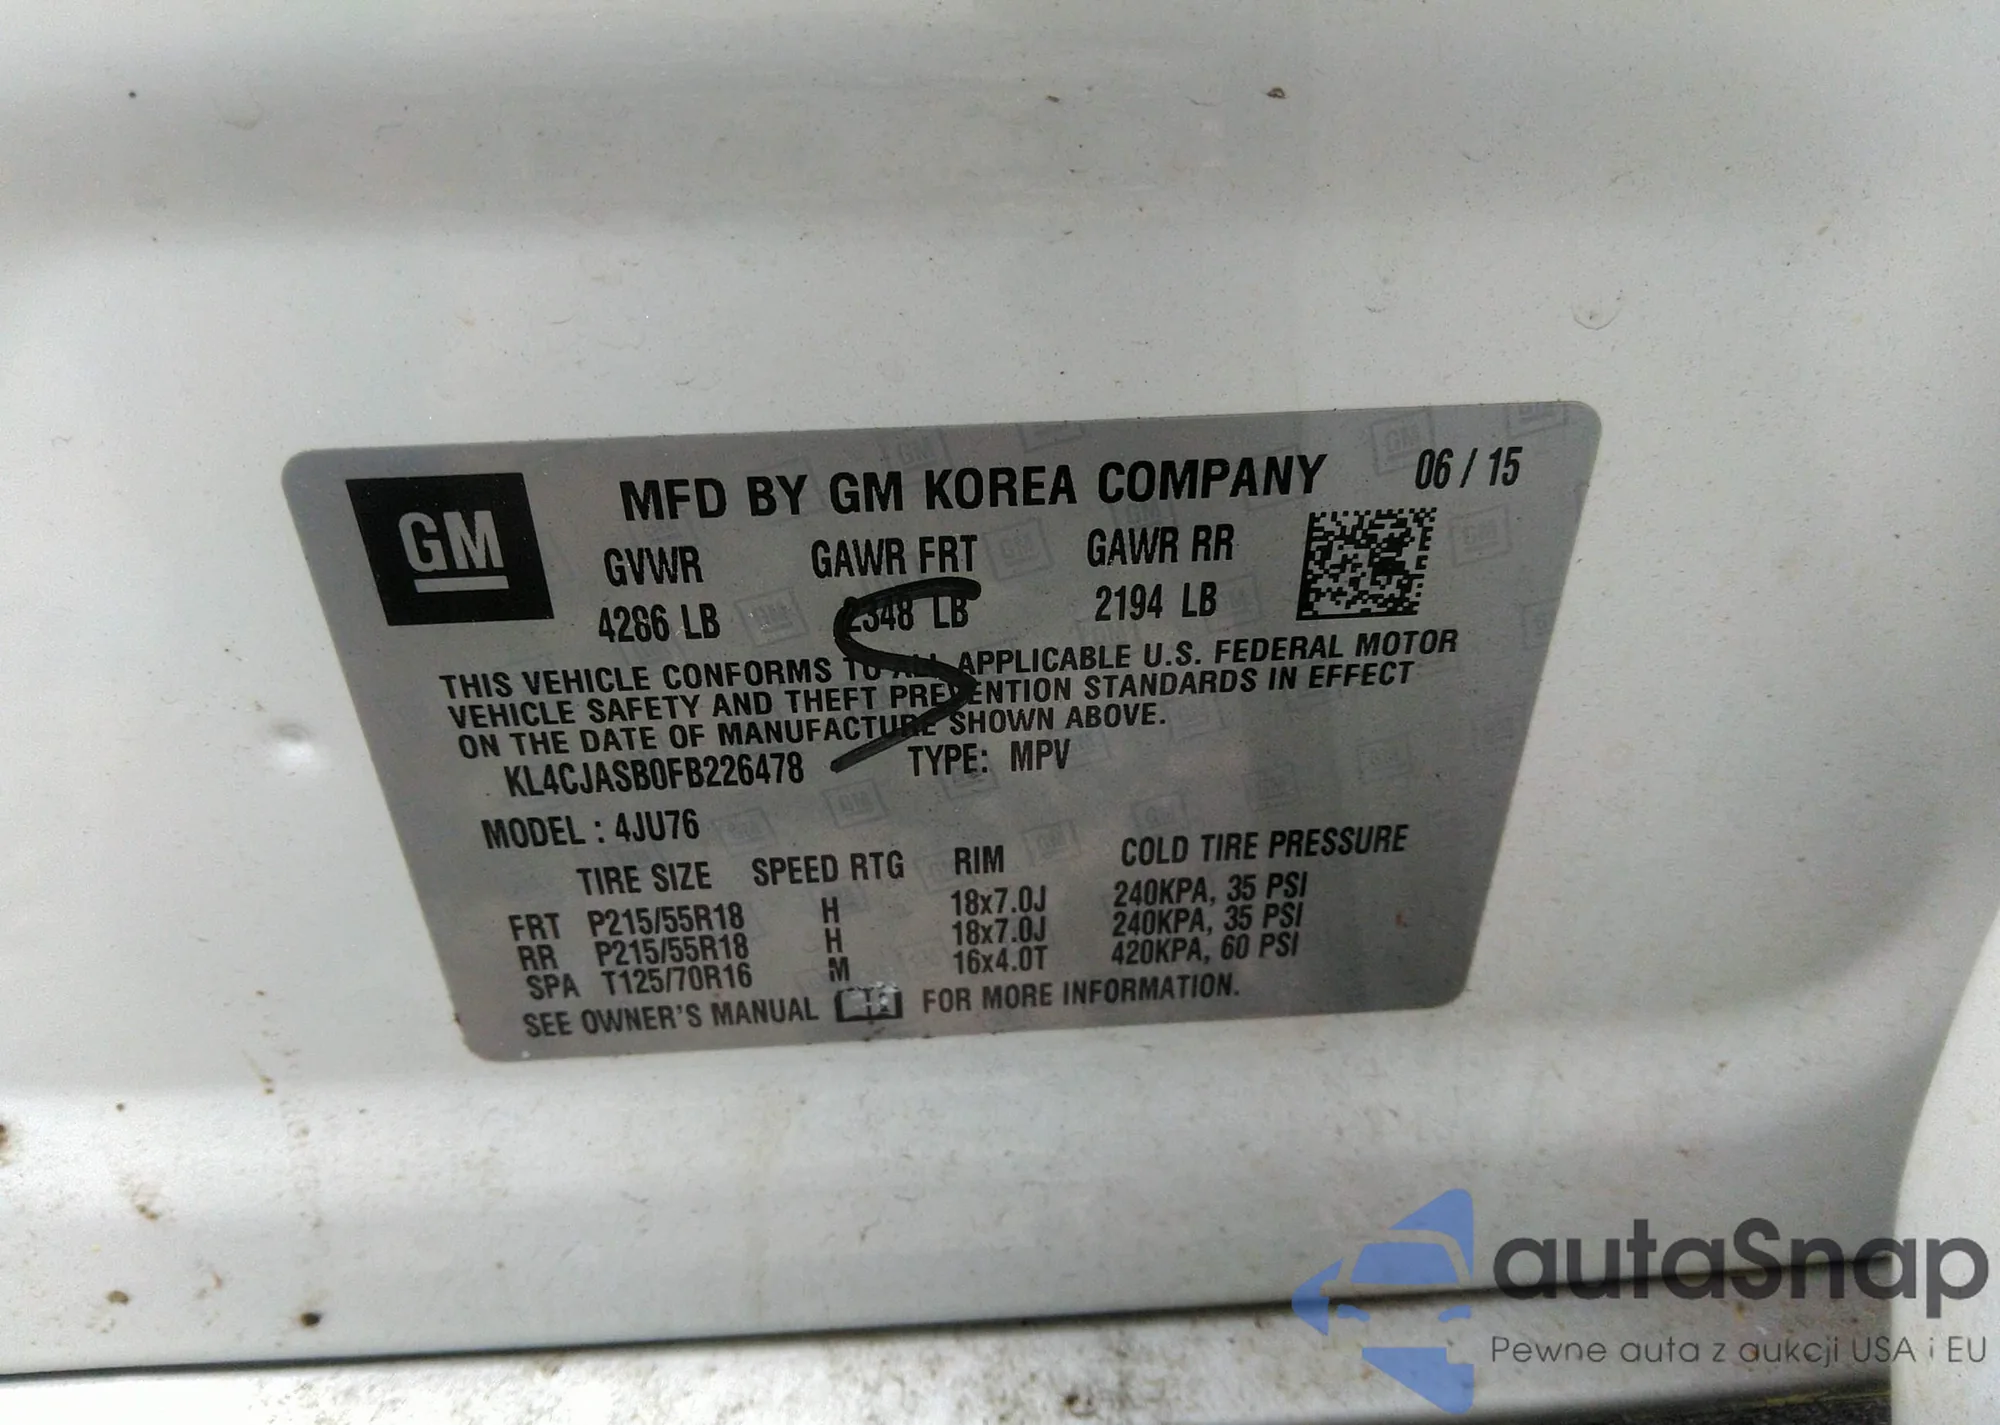 GM
MFD BY GM KOREA COMPANY 06 / 15
GVWR GAWR FRT GAWR RR
4286 LB 2348 LB 2194 LB
THIS VEHICLE CONFORMS TO ALL APPLICABLE U.S. FEDERAL MOTOR
VEHICLE SAFETY AND THEFT PREVENTION STANDARDS IN EFFECT
ON THE DATE OF MANUFACTURE SHOWN ABOVE.
KL4CJASB0FB226478 TYPE: MPV
MODEL : 4JU76
TIRE SIZE SPEED RTG RIM COLD TIRE PRESSURE
FRT P215/55R18 H 18x7.0J 240KPA, 35 PSI
RR P215/55R18 H 18x7.0J 240KPA, 35 PSI
SPA T125/70R16 M 16x4.0T 420KPA, 60 PSI
SEE OWNER'S MANUAL FOR MORE INFORMATION.
autaSnap
Pewne auta z aukcji USA i EU